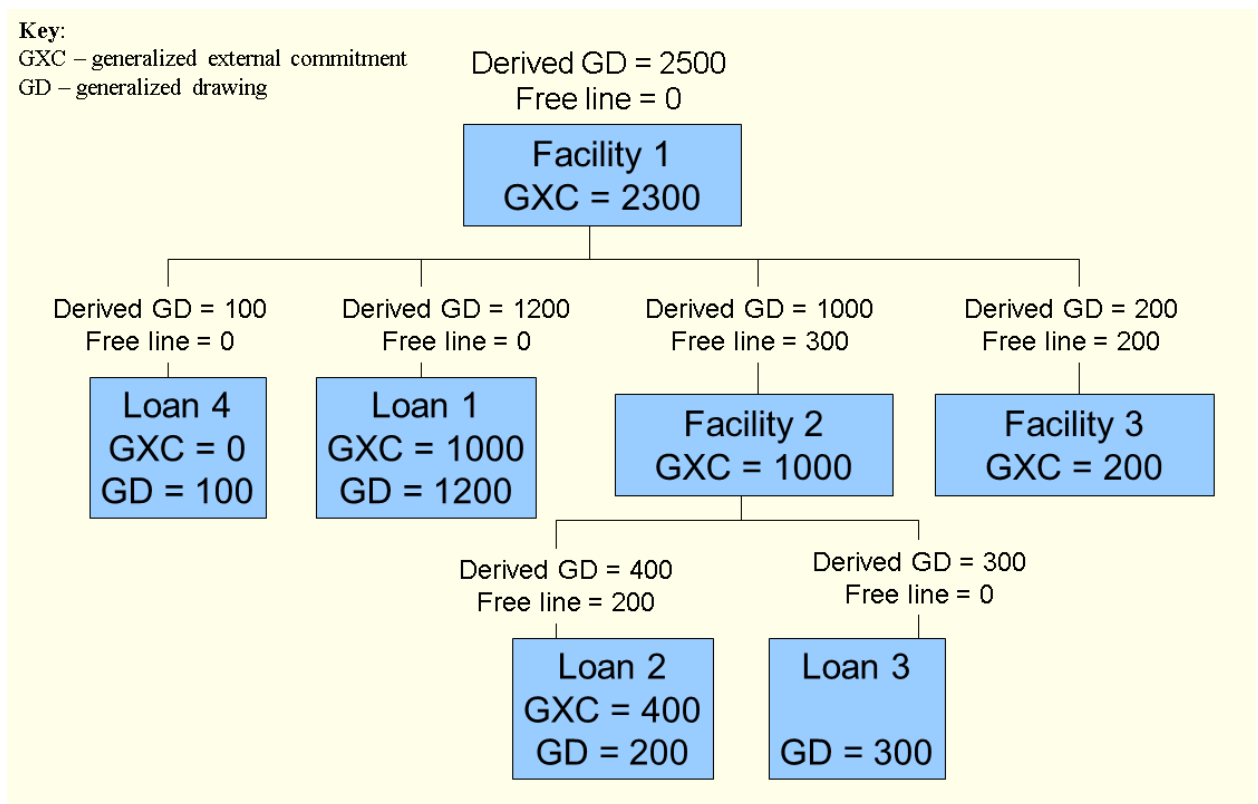 Key:
GXC – generalized external commitment
GD – generalized drawing
Derived GD = 2500
Free line = 0
Facility 1
GXC = 2300
Derived GD = 100
Free line = 0
Derived GD = 1200
Free line = 0
Derived GD = 1000
Free line = 300
Derived GD = 200
Free line = 200
Loan 4
GXC = 0
GD = 100
Loan 1
GXC = 1000
GD = 1200
Facility 2
GXC = 1000
Facility 3
GXC = 200
Derived GD = 400
Free line = 200
Derived GD = 300
Free line = 0
Loan 2
GXC = 400
GD = 200
Loan 3
GD = 300